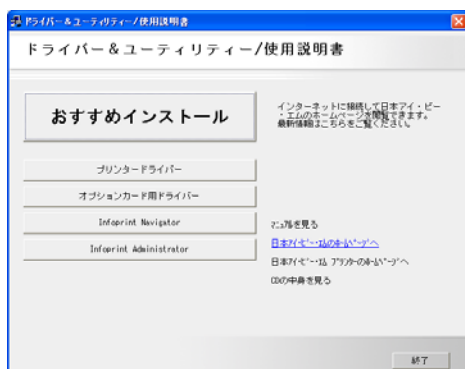 ドライバー&ユーティリティー/使用説明書
ドライバー&ユーティリティー/使用説明書
おすすめインストール
インターネットに接続して日本アイ・ビー
・エムのホームページを閲覧できます。
最新情報はこちらをご覧ください。
プリンタードライバー
オプションカード用ドライバー
Infoprint Navigator
Infoprint Administrator
マニュアルを見る
日本アイ・ビー・エムのホームページへ
日本アイ・ビー・エム プリンターのホームページへ
CDの中身を見る
終了